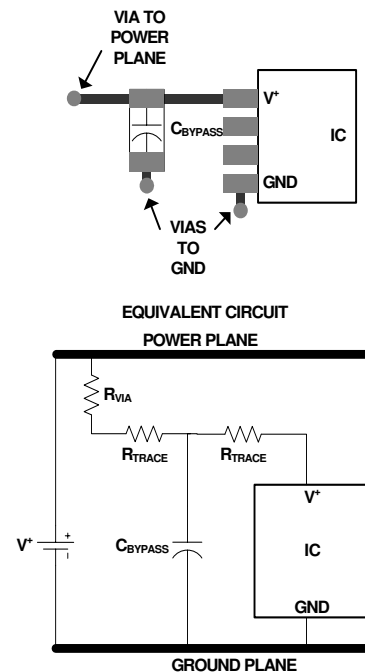 VIA TO
POWER
PLANE
V+
CBYPASS
IC
GND
VIAS
TO
GND
EQUIVALENT CIRCUIT
POWER PLANE
RVIA
RTRACE
RTRACE
V+
V+
+
–
CBYPASS
IC
GND
GROUND PLANE